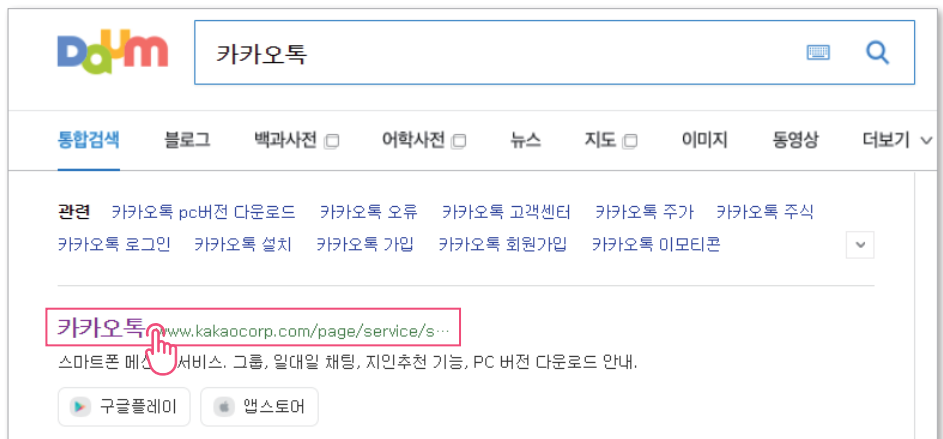 Daum 카카오톡
통합검색 블로그 백과사전 어학사전 뉴스 지도 이미지 동영상 더보기
관련 카카오톡 pc버전 다운로드 카카오톡 오류 카카오톡 고객센터 카카오톡 주가 카카오톡 주식
카카오톡 로그인 카카오톡 설치 카카오톡 가입 카카오톡 회원가입 카카오톡 이모티콘
카카오톡 www.kakaocorp.com/page/service/s…
스마트폰 서비스. 그룹, 일대일 채팅, 지인추천 기능, PC 버전 다운로드 안내.
구글플레이 앱스토어